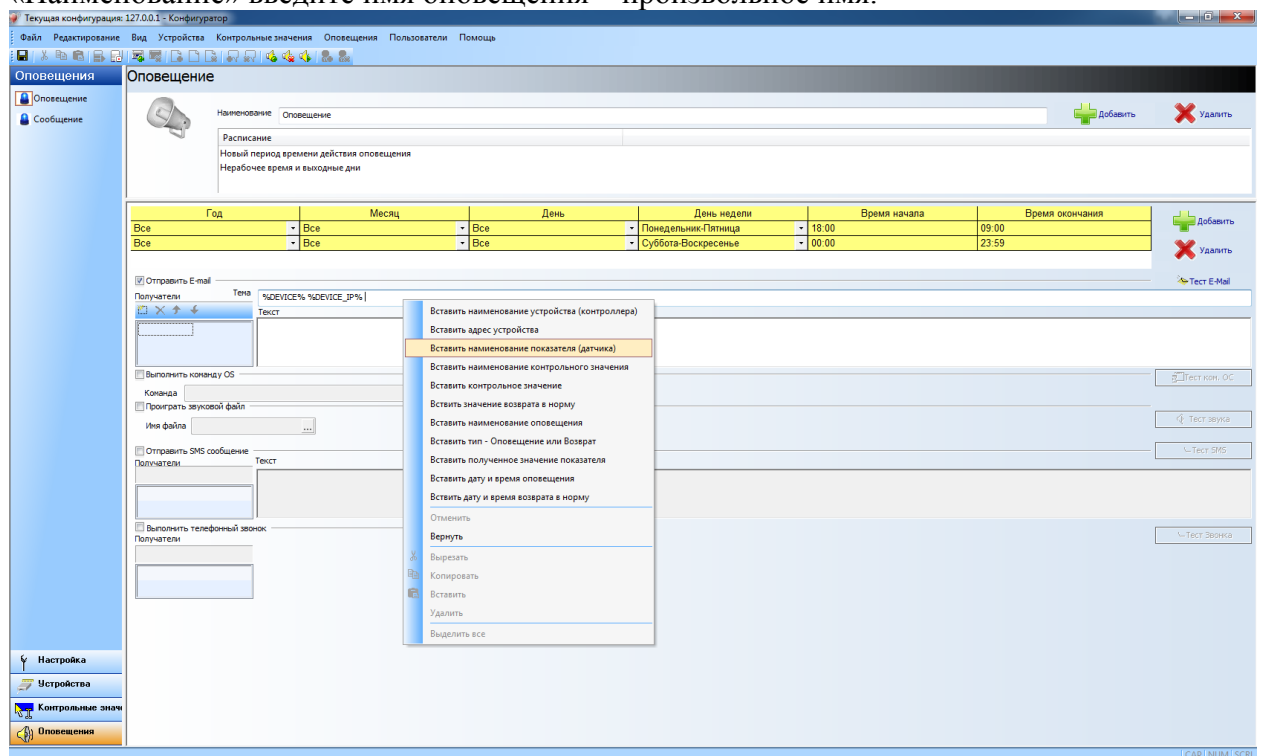 «Наименование» введите имя оповещения – произвольное имя.
Текущая конфигурация: 127.0.0.1 - Конфигуратор
Файл Редактирование Вид Устройства Контрольные значения Оповещения Пользователи Помощь
Оповещения
Оповещение
Оповещение
Сообщение
Наименование Оповещение
Добавить
Удалить
Расписание
Новый период времени действия оповещения
Нерабочее время и выходные дни
Год Месяц День День недели Время начала Время окончания
Все Все Все Понедельник-Пятница 18:00 09:00
Все Все Все Суббота-Воскресенье 00:00 23:59
Добавить
Удалить
Отправить E-mail
Тест E-Mail
Получатели Тема %DEVICE% %DEVICE_IP%
Текст
Вставить наименование устройства (контроллера)
Вставить адрес устройства
Вставить намиенование показателя (датчика)
Вставить наименование контрольного значения
Вставить контрольное значение
Вствить значение возврата в норму
Вставить наименование оповещения
Вставить тип - Оповещение или Возврат
Вставить полученное значение показателя
Вставить дату и время оповещения
Вствить дату и время возврата в норму
Отменить
Вернуть
Вырезать
Копировать
Вставить
Удалить
Выделить все
Выполнить команду OS
Команда
Тест ком. ОС
Проиграть звуковой файл
Имя файла ...
Тест звука
Отправить SMS сообщение
Тест SMS
Получатели Текст
Выполнить телефонный звонок
Получатели
Тест Звонка
Настройка
Устройства
Контрольные знач
Оповещения
CAP NUM SCRL